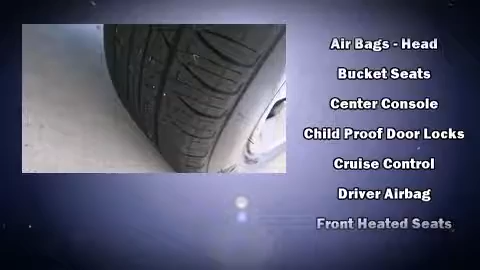 Air Bags - Head
Bucket Seats
Center Console
Child Proof Door Locks
Cruise Control
Driver Airbag
Front Heated Seats